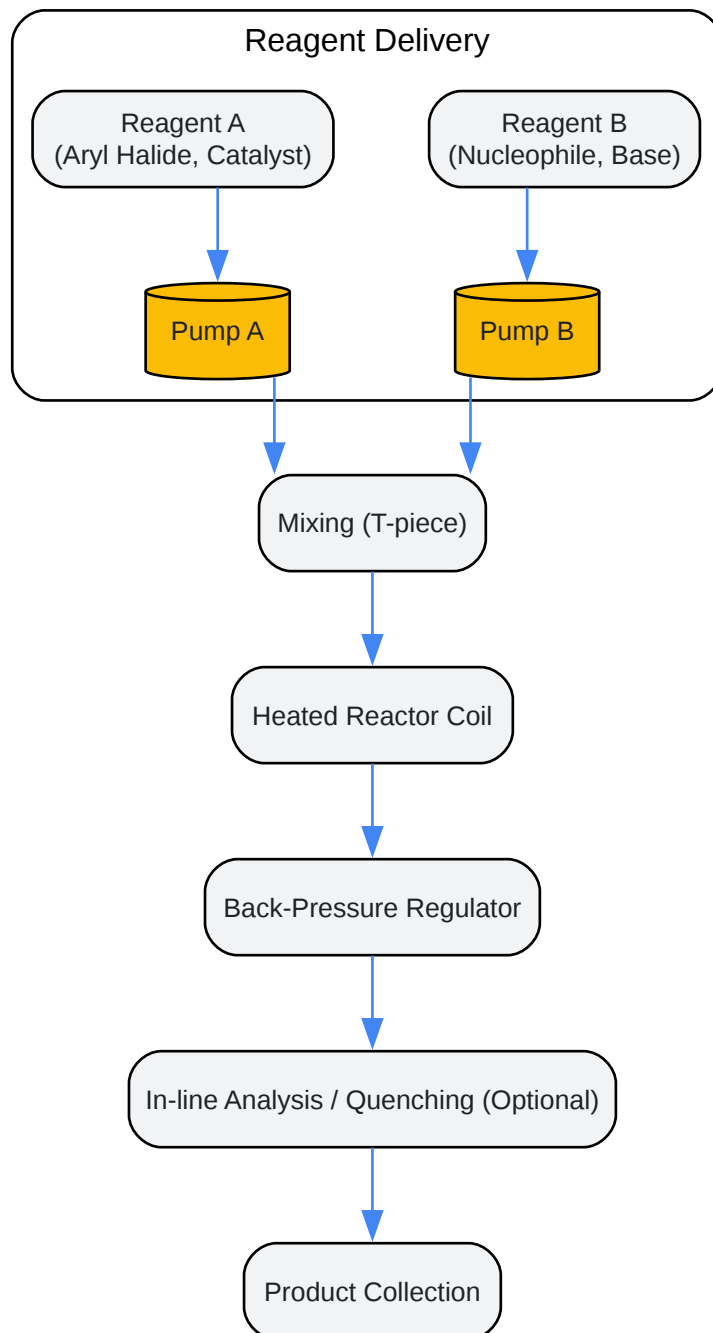 Reagent Delivery
Reagent A
(Aryl Halide, Catalyst)
Reagent B
(Nucleophile, Base)
Pump A
Pump B
Mixing (T-piece)
Heated Reactor Coil
Back-Pressure Regulator
In-line Analysis / Quenching (Optional)
Product Collection